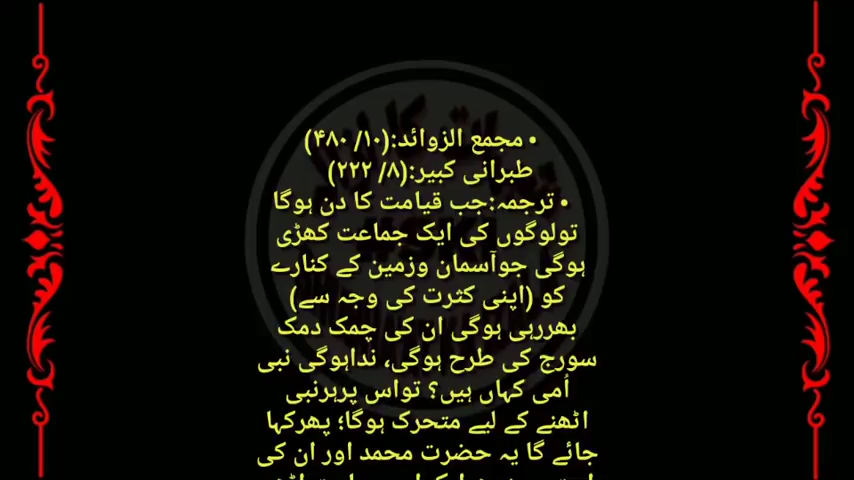 • مجمع الزوائد:(۱۰/ ۴۸۰)
طبرانی کبیر:(۸/ ۲۲۲)
• ترجمہ:جب قیامت کا دن ہوگا
تولوگوں کی ایک جماعت کھڑی
ہوگی جوآسمان وزمین کے کنارے
کو (اپنی کثرت کی وجہ سے)
بھررہی ہوگی ان کی چمک دمک
سورج کی طرح ہوگی، نداہوگی نبی
اُمی کہاں ہیں؟ تواس پرہرنبی
اٹھنے کے لیے متحرک ہوگا؛ پھرکہا
جائے گا یہ حضرت محمد اور ان کی